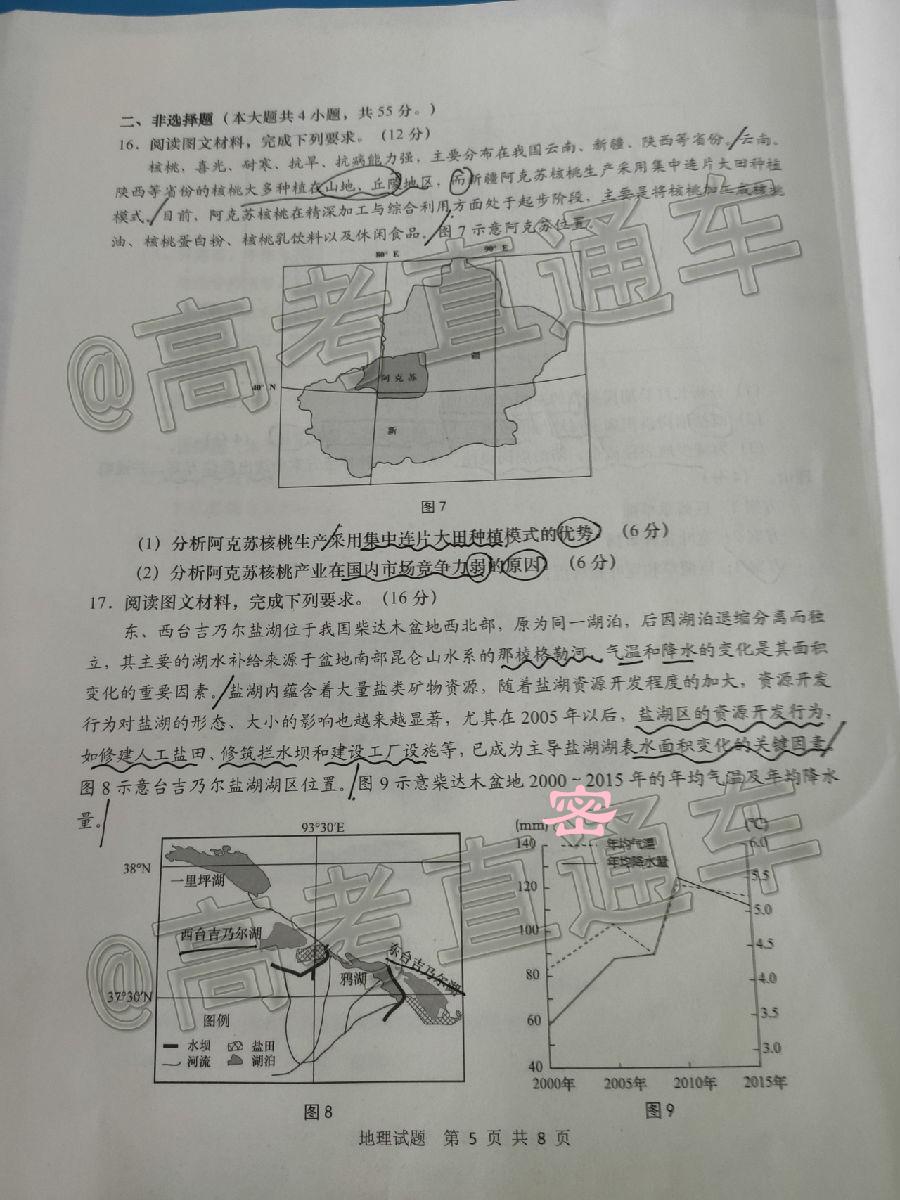 二、非选择题（本大题共4小题，共55分。）
16．阅读图文材料，完成下列要求。（12分）
核桃，喜光、耐寒、抗旱、抗病能力强，主要分布在我国云南、新疆、陕西等省份。云南、
陕西等省份的核桃大多种植在山地、丘陵地区，而新疆阿克苏核桃生产采用集中连片大田种植
模式。目前，阿克苏核桃在精深加工与综合利用方面处于起步阶段，主要是将核桃加工成核桃
油、核桃蛋白粉、核桃乳饮料以及休闲食品。图7示意阿克苏位置。
80° E
90° E
40° N
阿克苏
疆
新
图7
（1）分析阿克苏核桃生产采用集中连片大田种植模式的优势。（6分）
（2）分析阿克苏核桃产业在国内市场竞争力弱的原因。（6分）
17．阅读图文材料，完成下列要求。（16分）
东、西台吉乃尔盐湖位于我国柴达木盆地西北部，原为同一湖泊，后因湖泊退缩分离而独
立，其主要的湖水补给来源于盆地南部昆仑山水系的那棱格勒河，气温和降水的变化是其面积
变化的重要因素。盐湖内蕴含着大量盐类矿物资源，随着盐湖资源开发程度的加大，资源开发
行为对盐湖的形态、大小的影响也越来越显著，尤其在2005年以后，盐湖区的资源开发行为，
如修建人工盐田、修筑拦水坝和建设工厂设施等，已成为主导盐湖湖表水面积变化的关键因素。
图8示意台吉乃尔盐湖湖区位置。图9示意柴达木盆地2000~2015年的年均气温及年均降水
量。
密
93°30′E
38°N
一里坪湖
西台吉乃尔湖
东台吉乃尔湖
鸦湖
37°30′N
图例
水坝 盐田
河流 湖泊
图8
(mm)
(℃)
年均气温
年均降水量
140
120
100
80
60
40
6.0
5.5
5.0
4.5
4.0
3.5
3.0
2000年 2005年 2010年 2015年
图9
地理试题 第5页共8页
@高考直通车
@高考直通车